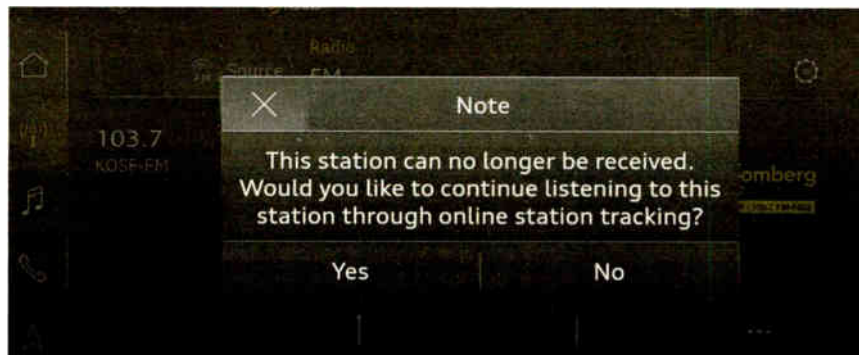 Radio
Source
FM
Note
103.7
KOSF-FM
This station can no longer be received.
Would you like to continue listening to this
station through online station tracking?
omberg
Yes
No